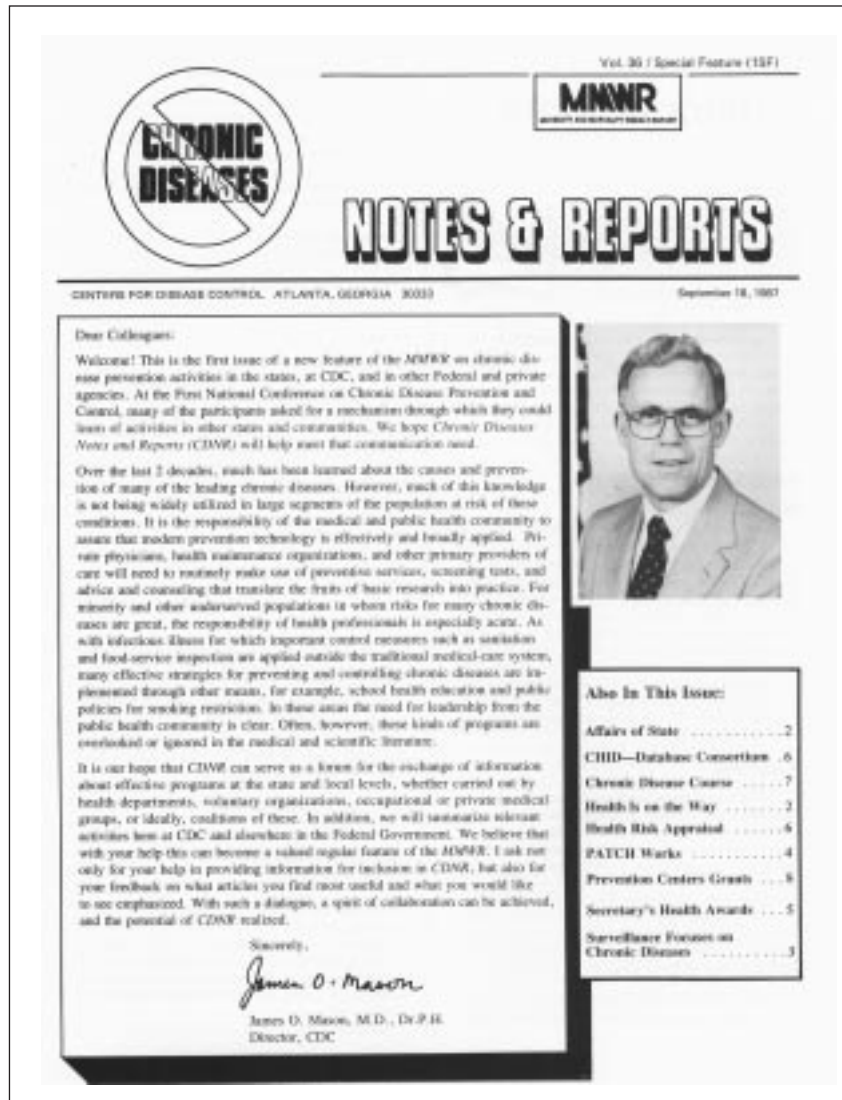 Vol. 36 / Special Feature (1SF)
MMWR
CHRONIC
DISEASES
NOTES & REPORTS
CENTERS FOR DISEASE CONTROL ATLANTA, GEORGIA 30333
September 18, 1987
Dear Colleagues:
Welcome! This is the first issue of a new feature of the MMWR on chronic dis-
ease prevention activities in the states, at CDC, and in other Federal and private
agencies. At the First National Conference on Chronic Disease Prevention and
Control, many of the participants asked for a mechanism through which they could
learn of activities in other states and communities. We hope Chronic Diseases
Notes and Reports (CDNR) will help meet that communication need.
Over the last 2 decades, much has been learned about the causes and preven-
tion of many of the leading chronic diseases. However, much of this knowledge
is not being widely utilized in large segments of the population at risk of these
conditions. It is the responsibility of the medical and public health community to
assure that modern prevention technology is effectively and broadly applied. Pri-
vate physicians, health maintenance organizations, and other primary providers of
care will need to routinely make use of preventive services, screening tests, and
advice and counseling that translate the fruits of basic research into practice. For
minority and other underserved populations in whom risks for many chronic dis-
eases are great, the responsibility of health professionals is especially acute. As
with infectious illness for which important control measures such as sanitation
and food-service inspection are applied outside the traditional medical-care system,
many effective strategies for preventing and controlling chronic diseases are im-
plemented through other means, for example, school health education and public
policies for smoking restriction. In these areas the need for leadership from the
public health community is clear. Often, however, these kinds of programs are
overlooked or ignored in the medical and scientific literature.
It is our hope that CDNR can serve as a forum for the exchange of information
about effective programs at the state and local levels, whether carried out by
health departments, voluntary organizations, occupational or private medical
groups, or ideally, coalitions of these. In addition, we will summarize relevant
activities here at CDC and elsewhere in the Federal Government. We believe that
with your help this can become a valued regular feature of the MMWR. I ask not
only for your help in providing information for inclusion in CDNR, but also for
your feedback on what articles you find most useful and what you would like
to see emphasized. With such a dialogue, a spirit of collaboration can be achieved,
and the potential of CDNR realized.
Sincerely,
James O. Mason
James O. Mason, M.D., Dr.P.H.
Director, CDC
Also In This Issue:
Affairs of State ............2
CHID—Database Consortium .6
Chronic Disease Course ....7
Health Is on the Way ......2
Health Risk Appraisal ......6
PATCH Works ...........4
Prevention Centers Grants ...8
Secretary's Health Awards ...5
Surveillance Focuses on
Chronic Diseases ..........3